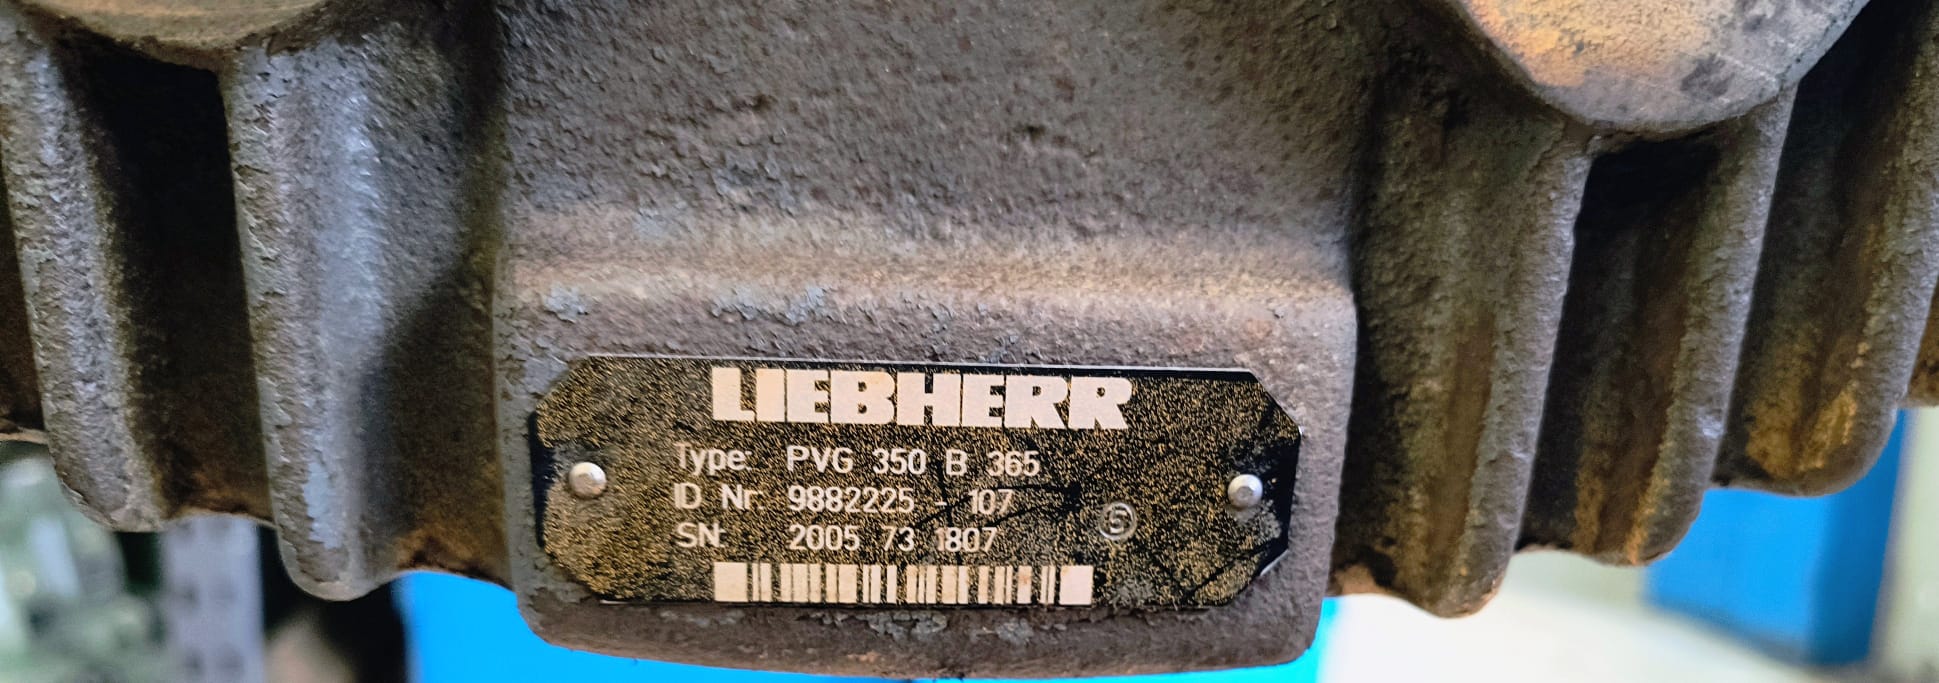 LIEBHERR
Type: PVG 350 B 365
ID Nr: 9882225 - 107
SN: 2005 73 1807
S